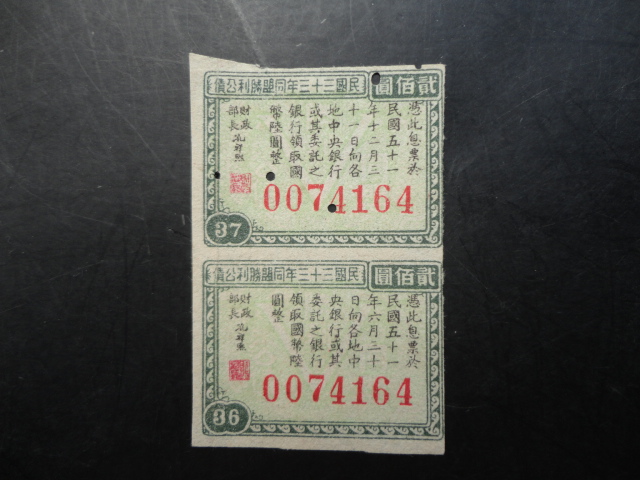 民國三十三年同盟勝利公債 貳佰圓
憑此息票於
民國五十一
年十二月三
十一日向各
地中央銀行
或其委託之
銀行領取國
幣陸圓整
財政
部長
0074164
37
民國三十三年同盟勝利公債 貳佰圓
憑此息票於
民國五十一
年六月三十
日向各地中
央銀行或其
委託之銀行
領取國幣陸
圓整
財政
部長
0074164
36